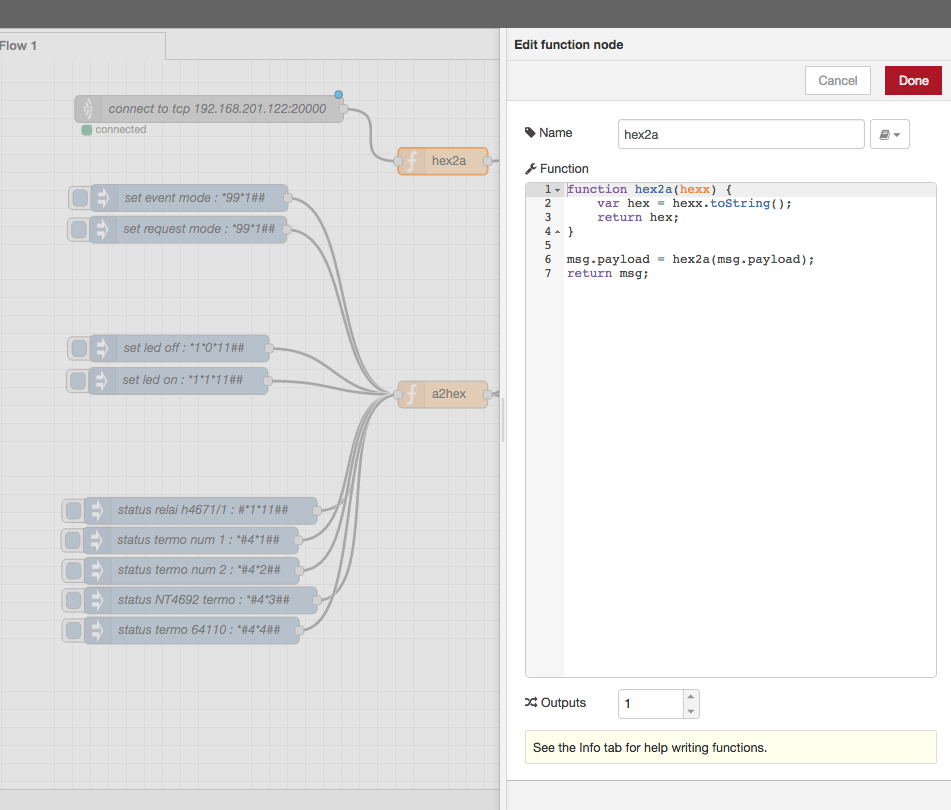 Flow 1
connect to tcp 192.168.201.122:20000
connected
hex2a
set event mode : *99*1##
set request mode : *99*1##
set led off : *1*0*11##
set led on : *1*1*11##
a2hex
status relai h4671/1 : #*1*11##
status termo num 1 : *#4*1##
status termo num 2 : *#4*2##
status NT4692 termo : *#4*3##
status termo 64110 : *#4*4##
Edit function node
Cancel
Done
Name
hex2a
Function
1 function hex2a(hexx) {
2 var hex = hexx.toString();
3 return hex;
4 }
5
6 msg.payload = hex2a(msg.payload);
7 return msg;
Outputs
1
See the Info tab for help writing functions.